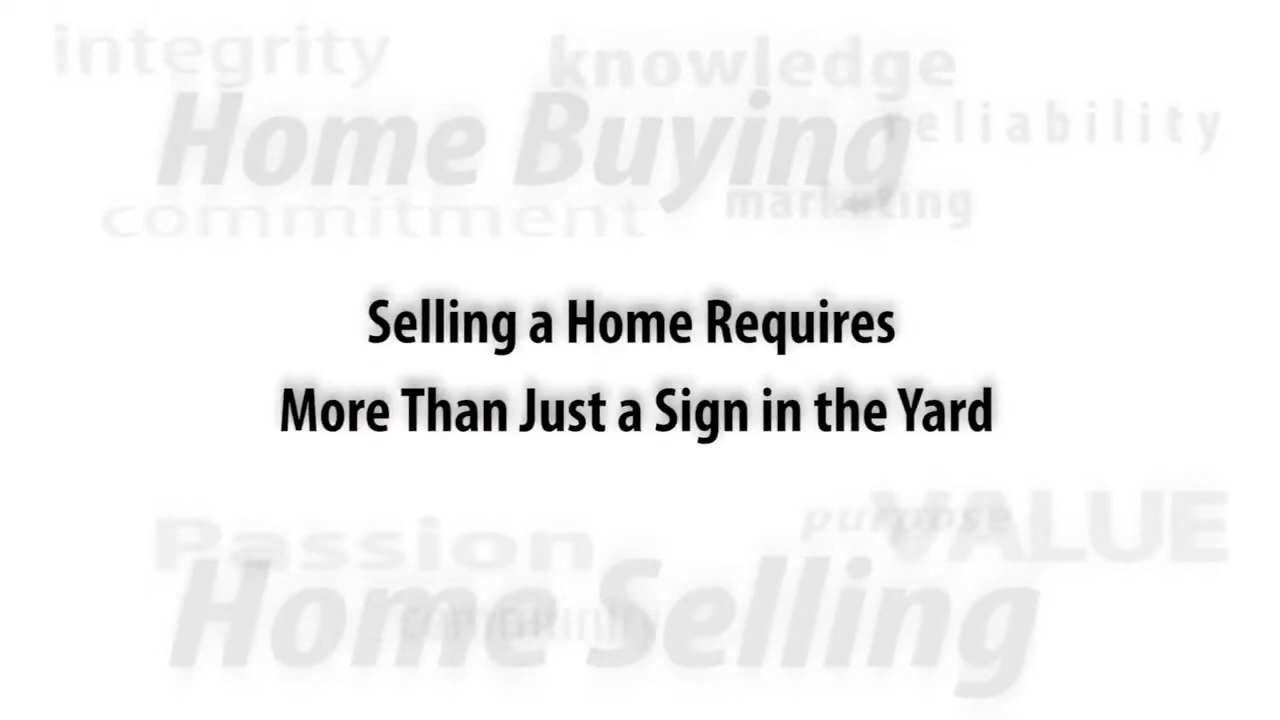 integrity
knowledge
Home Buying
reliability
commitment
marketing
Selling a Home Requires
More Than Just a Sign in the Yard
Passion
purpose
VALUE
Home Selling
community